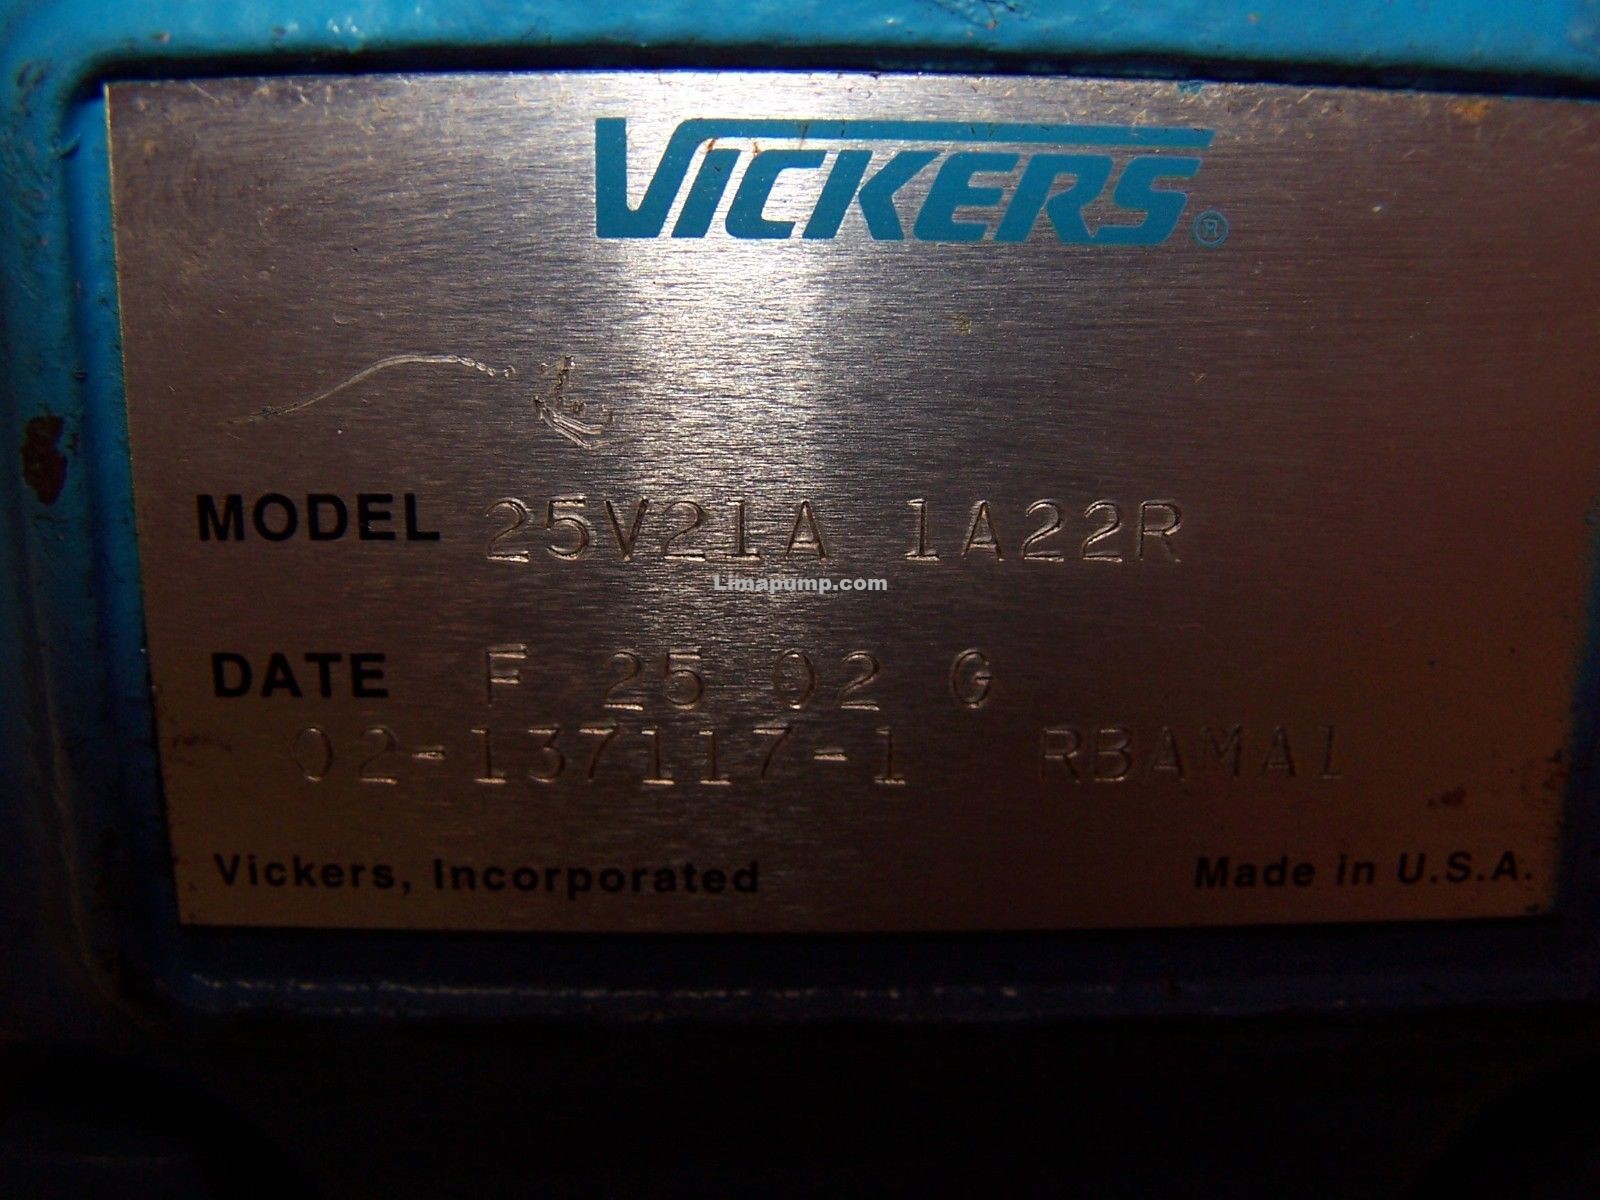 VICKERS®
MODEL 25V21A 1A22R
Limapump.com
DATE F 25 02 G
02-137117-1 RBAMA1
Vickers, Incorporated Made in U.S.A.